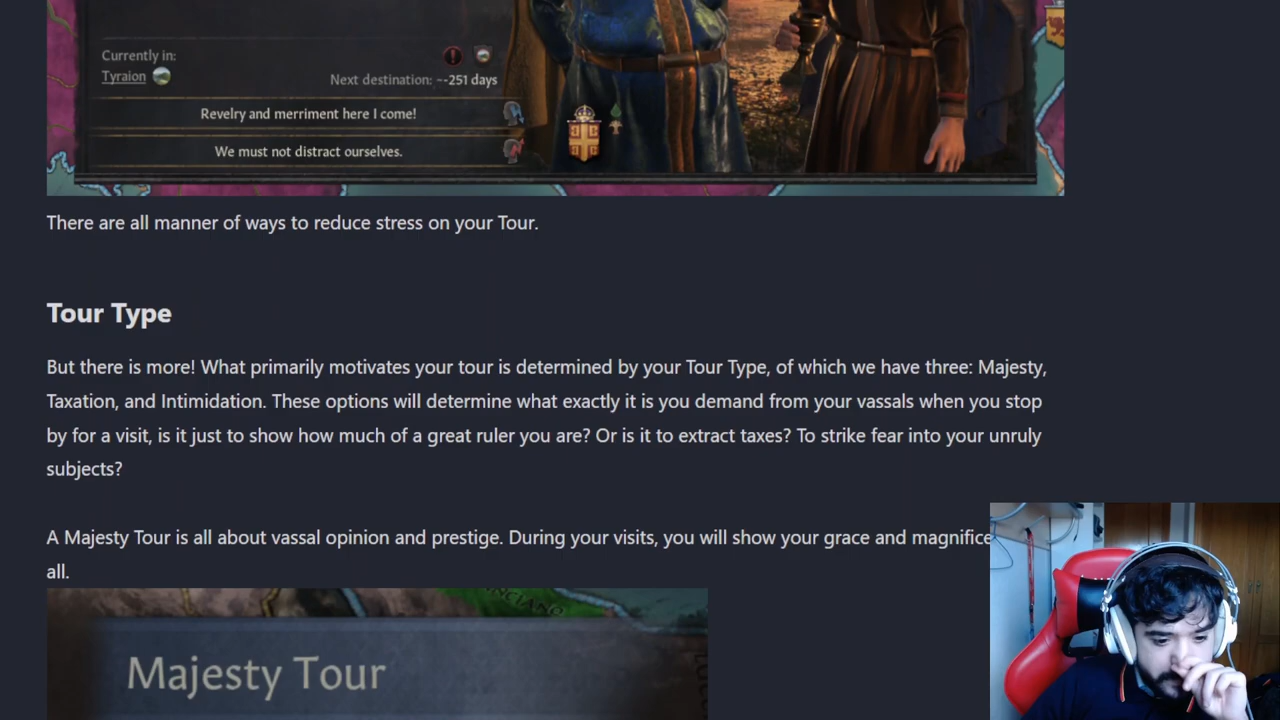 Currently in:
Tyraion
Next destination: ~-251 days
Revelry and merriment here I come!
We must not distract ourselves.
There are all manner of ways to reduce stress on your Tour.
Tour Type
But there is more! What primarily motivates your tour is determined by your Tour Type, of which we have three: Majesty,
Taxation, and Intimidation. These options will determine what exactly it is you demand from your vassals when you stop
by for a visit, is it just to show how much of a great ruler you are? Or is it to extract taxes? To strike fear into your unruly
subjects?
A Majesty Tour is all about vassal opinion and prestige. During your visits, you will show your grace and magnifice
all.
Majesty Tour